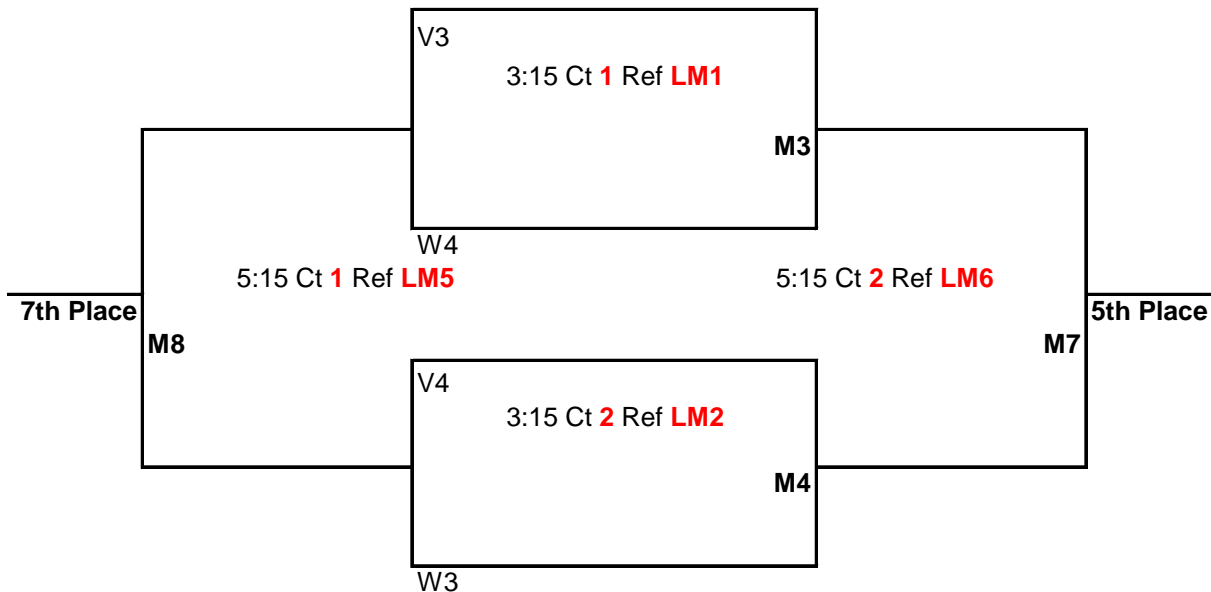 V3
3:15 Ct 1 Ref LM1
M3
W4
5:15 Ct 1 Ref LM5
5:15 Ct 2 Ref LM6
7th Place
5th Place
M8
M7
V4
3:15 Ct 2 Ref LM2
M4
W3